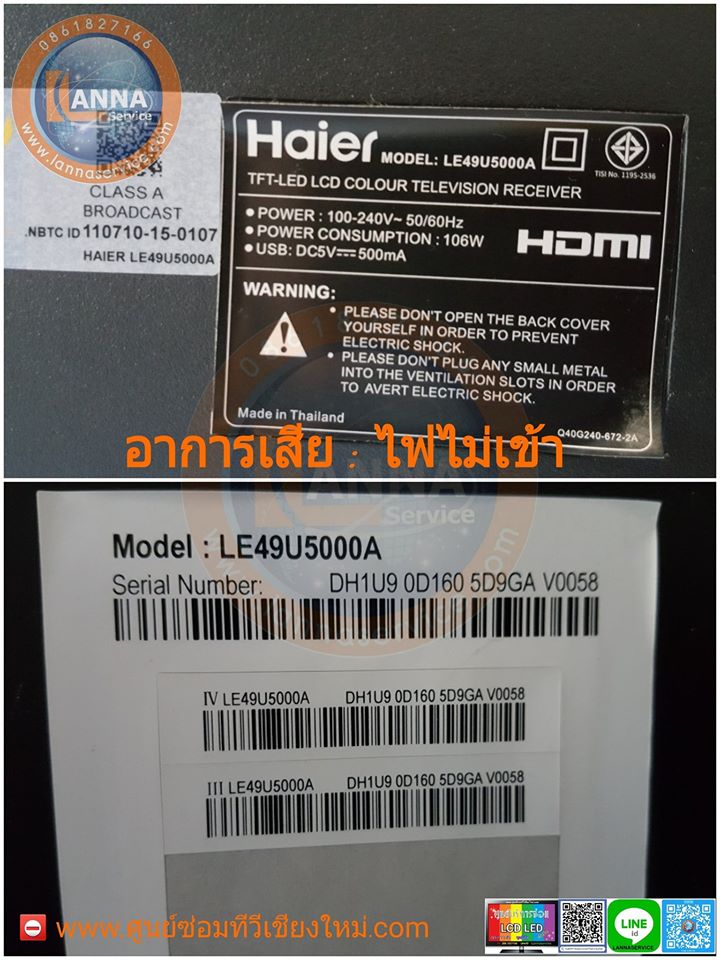 0861827166
LANNA
Service
www.lannaservice.com
CLASS A
BROADCAST
.NBTC ID 110710-15-0107
HAIER LE49U5000A
Haier MODEL: LE49U5000A
TISI No. 1195-2536
TFT-LED LCD COLOUR TELEVISION RECEIVER
• POWER : 100-240V~ 50/60Hz
• POWER CONSUMPTION : 106W
• USB: DC5V⎓500mA
HDMI
WARNING:
• PLEASE DON'T OPEN THE BACK COVER
YOURSELF IN ORDER TO PREVENT
ELECTRIC SHOCK.
• PLEASE DON'T PLUG ANY SMALL METAL
INTO THE VENTILATION SLOTS IN ORDER
TO AVERT ELECTRIC SHOCK.
Made in Thailand
Q40G240-672-2A
อาการเสีย : ไฟไม่เข้า
LANNA
Service
Model : LE49U5000A
Serial Number: DH1U9 0D160 5D9GA V0058
IV LE49U5000A DH1U9 0D160 5D9GA V0058
III LE49U5000A DH1U9 0D160 5D9GA V0058
www.ศูนย์ซ่อมทีวีเชียงใหม่.com
LCD LED
LINE
id
LANNASERVICE